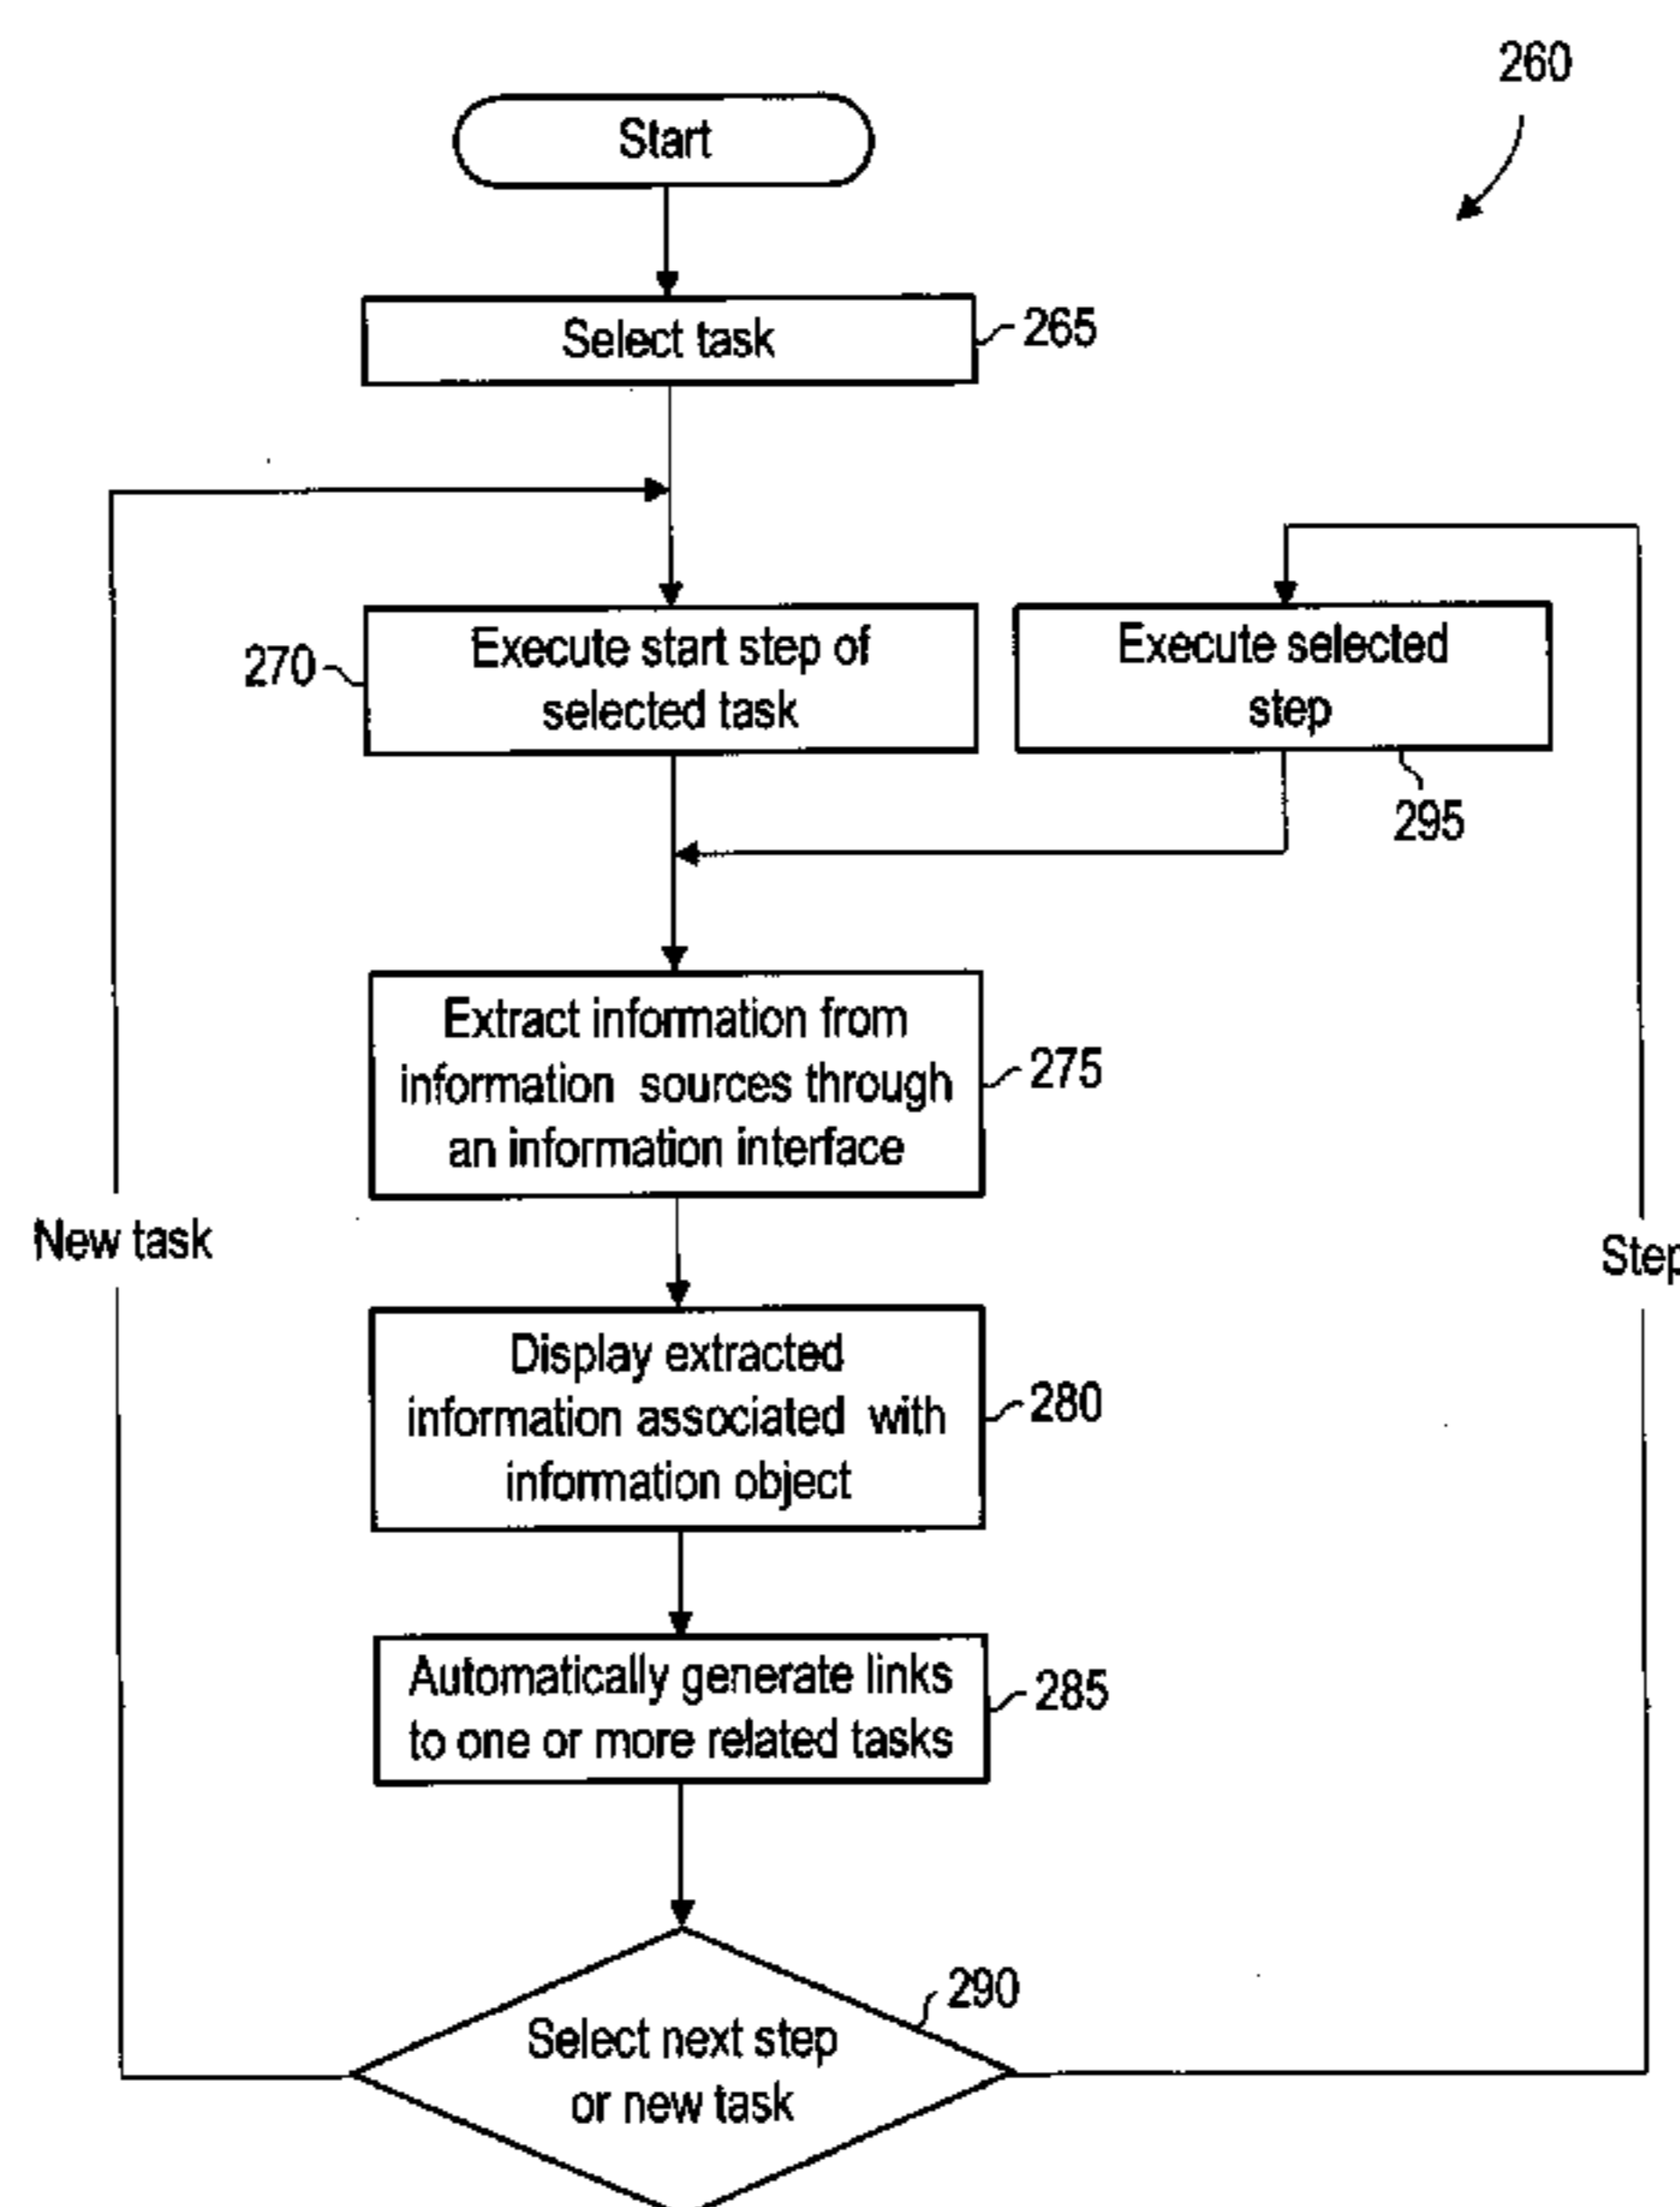 260
Start
Select task
265
Execute start step of
selected task
270
Execute selected
step
295
Extract information from
information sources through
an information interface
275
New task
Step
Display extracted
information associated with
information object
280
Automatically generate links
to one or more related tasks
285
290
Select next step
or new task